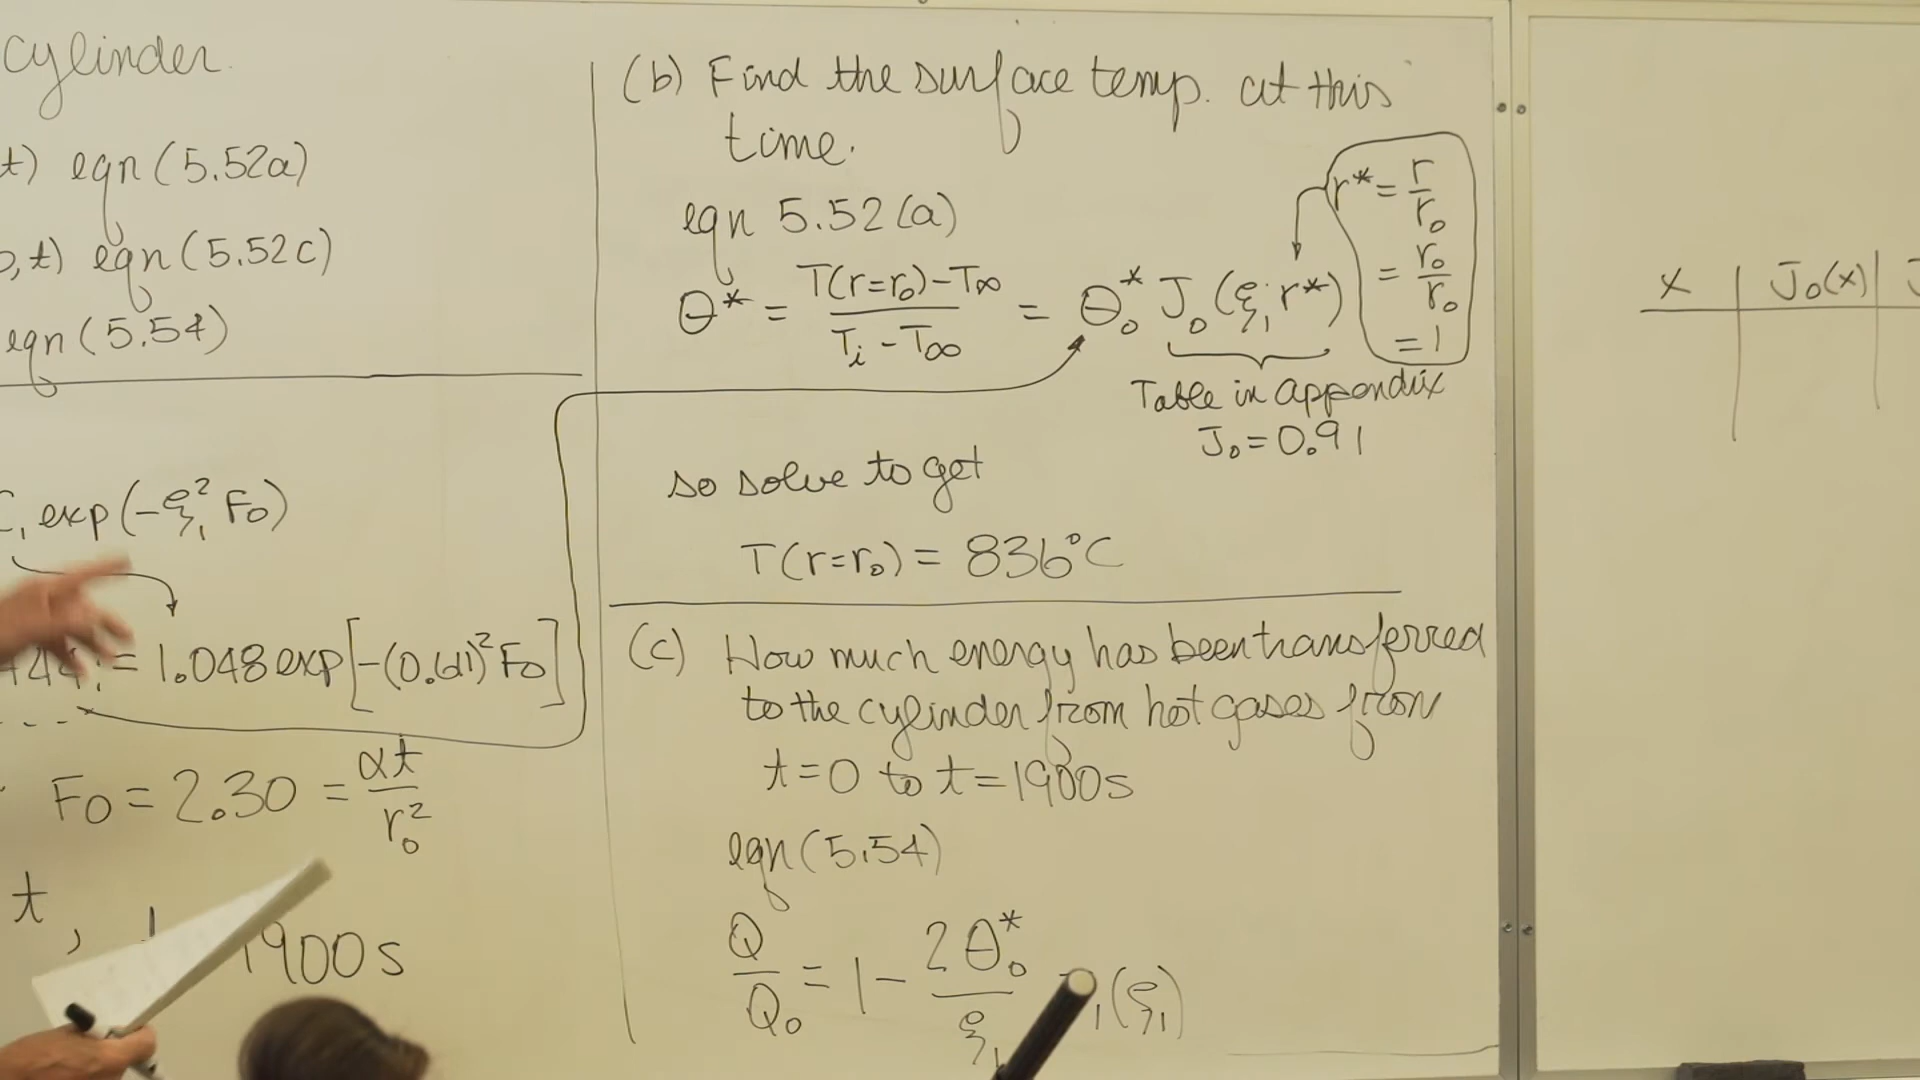 cylinder.
t) eqn (5.52a)
o,t) eqn (5.52c)
eqn (5.54)
C₁ exp(-ξ₁² Fo)
44 = 1.048 exp[-(0.61)² Fo]
Fo = 2.30 = αt/r₀²
t,
1900s
(b) Find the surface temp. at this
time.
eqn 5.52(a)
θ* = T(r=r₀)-T∞ / Ti - T∞ = θ₀* J₀ (ξ₁ r*)
r* = r/r₀
= r₀/r₀
= 1
Table in appendix
J₀ = 0.91
so solve to get
T(r=r₀) = 836°C
(c) How much energy has been transferred
to the cylinder from hot gases from
t=0 to t=1900s
eqn (5.54)
Q/Q₀ = 1 - 2θ₀*/ξ₁ ₁(ξ₁)
x | J₀(x) | J